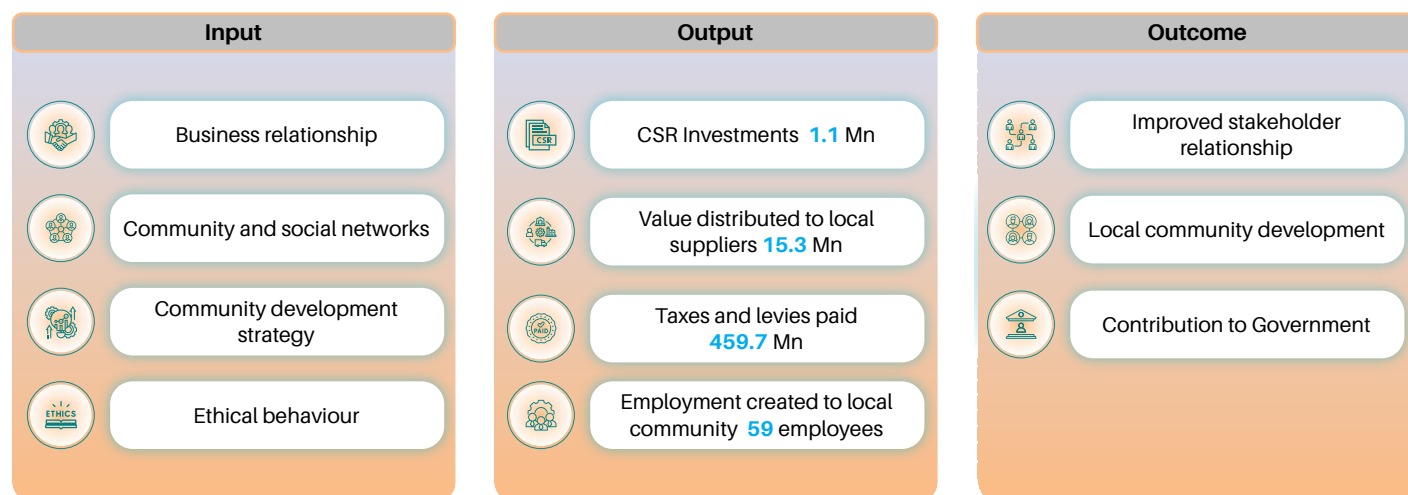 Input
Business relationship
Community and social networks
Community development
strategy
ETHICS
Ethical behaviour
Output
CSR
CSR Investments 1.1 Mn
Value distributed to local
suppliers 15.3 Mn
PAID
Taxes and levies paid
459.7 Mn
Employment created to local
community 59 employees
Outcome
Improved stakeholder
relationship
Local community development
Contribution to Government